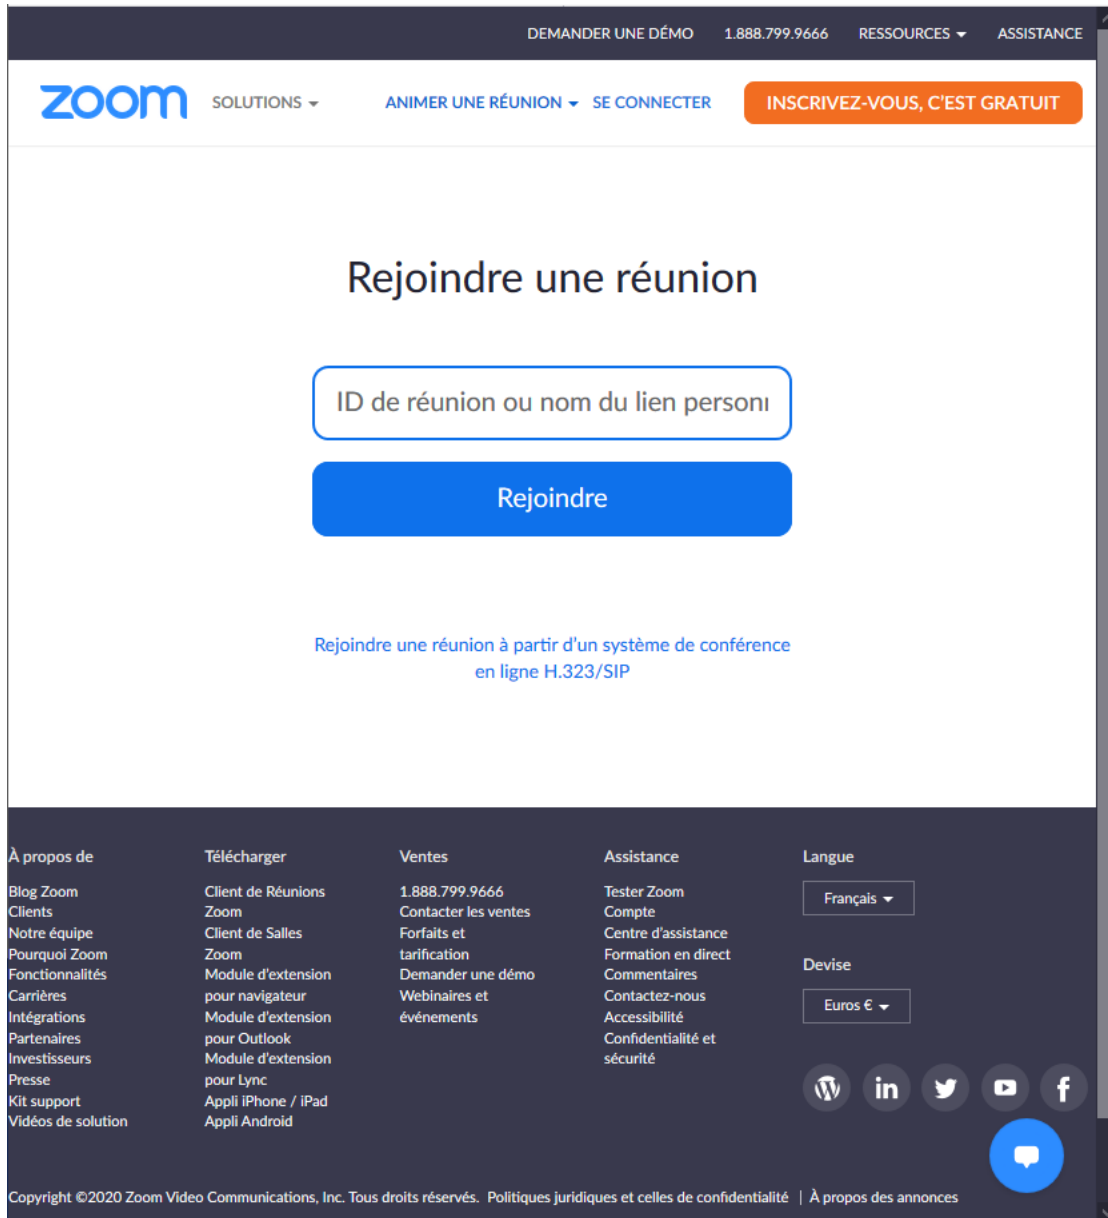 DEMANDER UNE DÉMO 1.888.799.9666 RESSOURCES ASSISTANCE
zoom SOLUTIONS ANIMER UNE RÉUNION SE CONNECTER INSCRIVEZ-VOUS, C'EST GRATUIT
Rejoindre une réunion
ID de réunion ou nom du lien person
Rejoindre
Rejoindre une réunion à partir d'un système de conférence
en ligne H.323/SIP
À propos de
Blog Zoom
Clients
Notre équipe
Pourquoi Zoom
Fonctionnalités
Carrières
Intégrations
Partenaires
Investisseurs
Presse
Kit support
Vidéos de solution
Télécharger
Client de Réunions
Zoom
Client de Salles
Zoom
Module d'extension
pour navigateur
Module d'extension
pour Outlook
Module d'extension
pour Lync
Appli iPhone / iPad
Appli Android
Ventes
1.888.799.9666
Contacter les ventes
Forfaits et
tarification
Demander une démo
Webinaires et
événements
Assistance
Tester Zoom
Compte
Centre d'assistance
Formation en direct
Commentaires
Contactez-nous
Accessibilité
Confidentialité et
sécurité
Langue
Français
Devise
Euros €
Copyright ©2020 Zoom Video Communications, Inc. Tous droits réservés. Politiques juridiques et celles de confidentialité | À propos des annonces